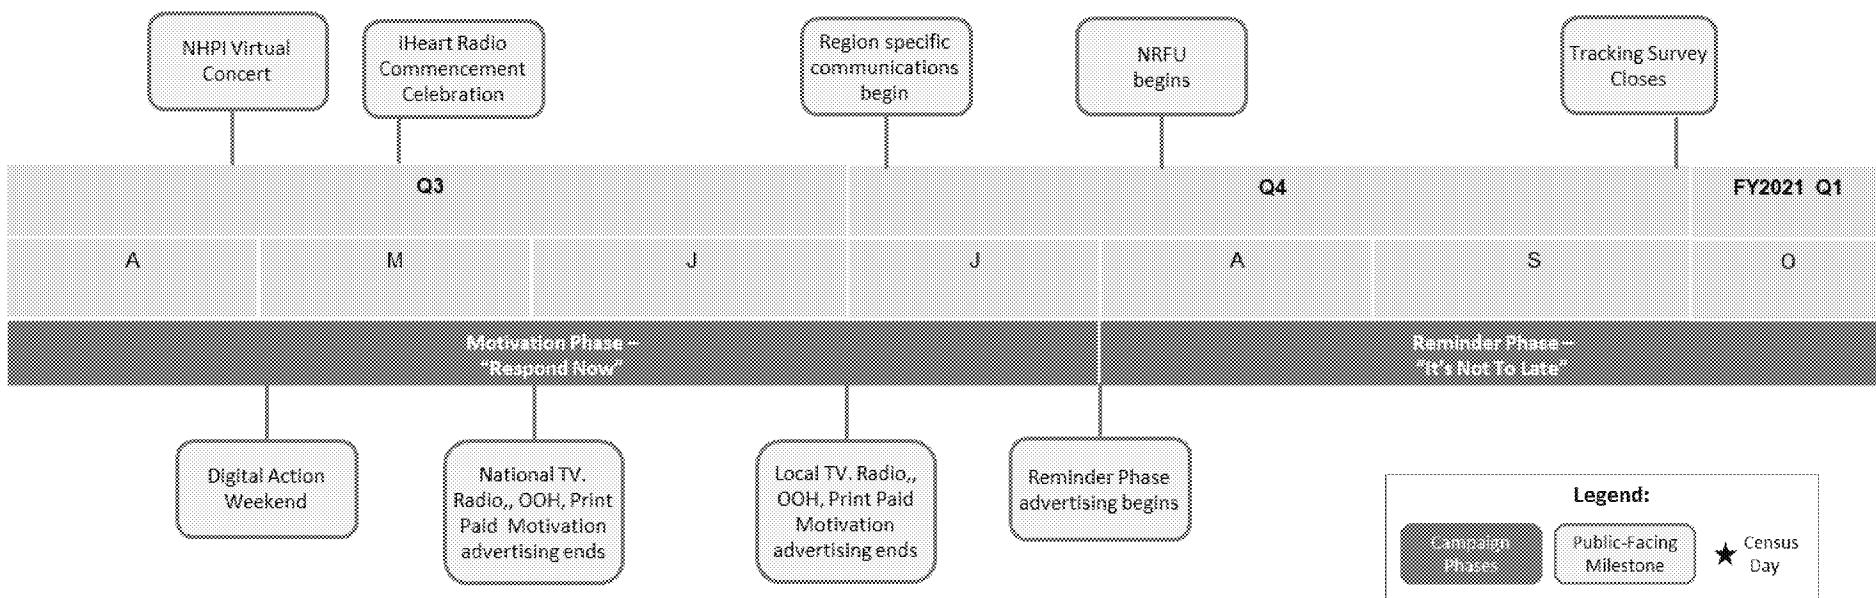 NHPI Virtual
Concert
iHeart Radio
Commencement
Celebration
Region specific
communications
begin
NRFU
begins
Tracking Survey
Closes
Q3
Q4
FY2021 Q1
A
M
J
J
A
S
O
Motivation Phase –
"Respond Now"
Reminder Phase –
"It's Not To Late"
Digital Action
Weekend
National TV.
Radio,, OOH, Print
Paid Motivation
advertising ends
Local TV. Radio,,
OOH, Print Paid
Motivation
advertising ends
Reminder Phase
advertising begins
Legend:
Campaign
Phases
Public-Facing
Milestone
Census
Day